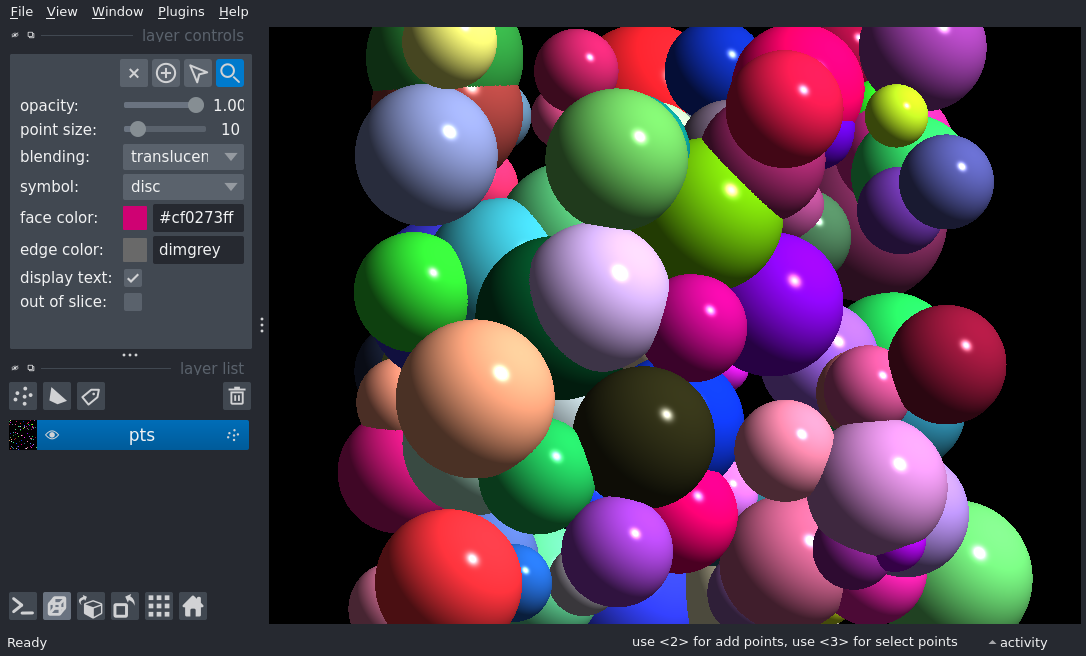 File View Window Plugins Help
layer controls
opacity: 1.00
point size: 10
blending: translucen
symbol: disc
face color: #cf0273ff
edge color: dimgrey
display text:
out of slice:
layer list
pts
Ready
use <2> for add points, use <3> for select points
activity